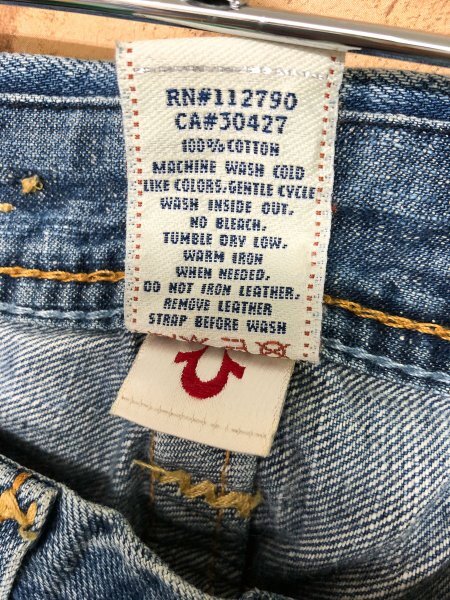 RN#112790
CA#30427
100% COTTON
MACHINE WASH COLD
LIKE COLORS, GENTLE CYCLE
WASH INSIDE OUT,
NO BLEACH,
TUMBLE DRY LOW,
WARM IRON
WHEN NEEDED,
DO NOT IRON LEATHER,
REMOVE LEATHER
STRAP BEFORE WASH